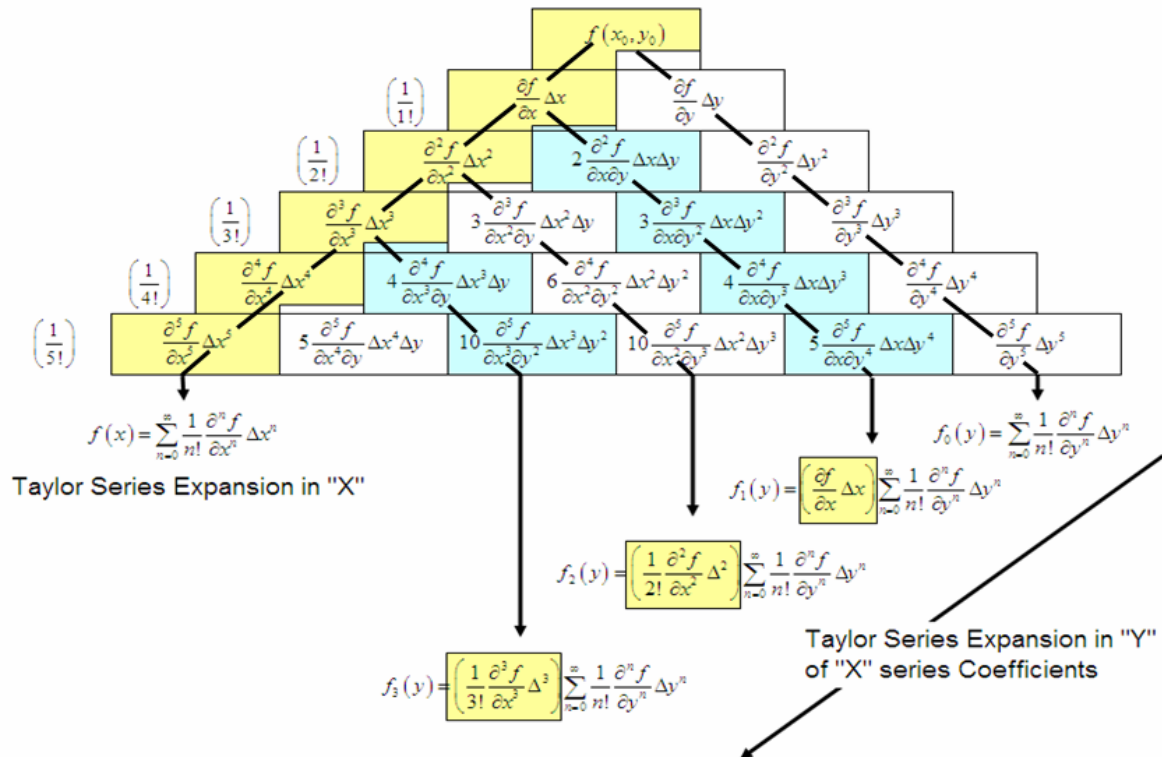 f(x₀, y₀)
(1/1!) ∂f/∂x Δx ∂f/∂y Δy
(1/2!) ∂²f/∂x² Δx² 2 ∂²f/∂x∂y ΔxΔy ∂²f/∂y² Δy²
(1/3!) ∂³f/∂x³ Δx³ 3 ∂³f/∂x²∂y Δx²Δy 3 ∂³f/∂x∂y² ΔxΔy² ∂³f/∂y³ Δy³
(1/4!) ∂⁴f/∂x⁴ Δx⁴ 4 ∂⁴f/∂x³∂y Δx³Δy 6 ∂⁴f/∂x²∂y² Δx²Δy² 4 ∂⁴f/∂x∂y³ ΔxΔy³ ∂⁴f/∂y⁴ Δy⁴
(1/5!) ∂⁵f/∂x⁵ Δx⁵ 5 ∂⁵f/∂x⁴∂y Δx⁴Δy 10 ∂⁵f/∂x³∂y² Δx³Δy² 10 ∂⁵f/∂x²∂y³ Δx²Δy³ 5 ∂⁵f/∂x∂y⁴ ΔxΔy⁴ ∂⁵f/∂y⁵ Δy⁵
f(x) = ∑_{n=0}^{∞} 1/n! ∂ⁿf/∂xⁿ Δxⁿ
f₀(y) = ∑_{n=0}^{∞} 1/n! ∂ⁿf/∂yⁿ Δyⁿ
Taylor Series Expansion in "X"
f₁(y) = (∂f/∂x Δx) ∑_{n=0}^{∞} 1/n! ∂ⁿf/∂yⁿ Δyⁿ
f₂(y) = (1/2! ∂²f/∂x² Δ²) ∑_{n=0}^{∞} 1/n! ∂ⁿf/∂yⁿ Δyⁿ
Taylor Series Expansion in "Y"
of "X" series Coefficients
f₃(y) = (1/3! ∂³f/∂x³ Δ³) ∑_{n=0}^{∞} 1/n! ∂ⁿf/∂yⁿ Δyⁿ